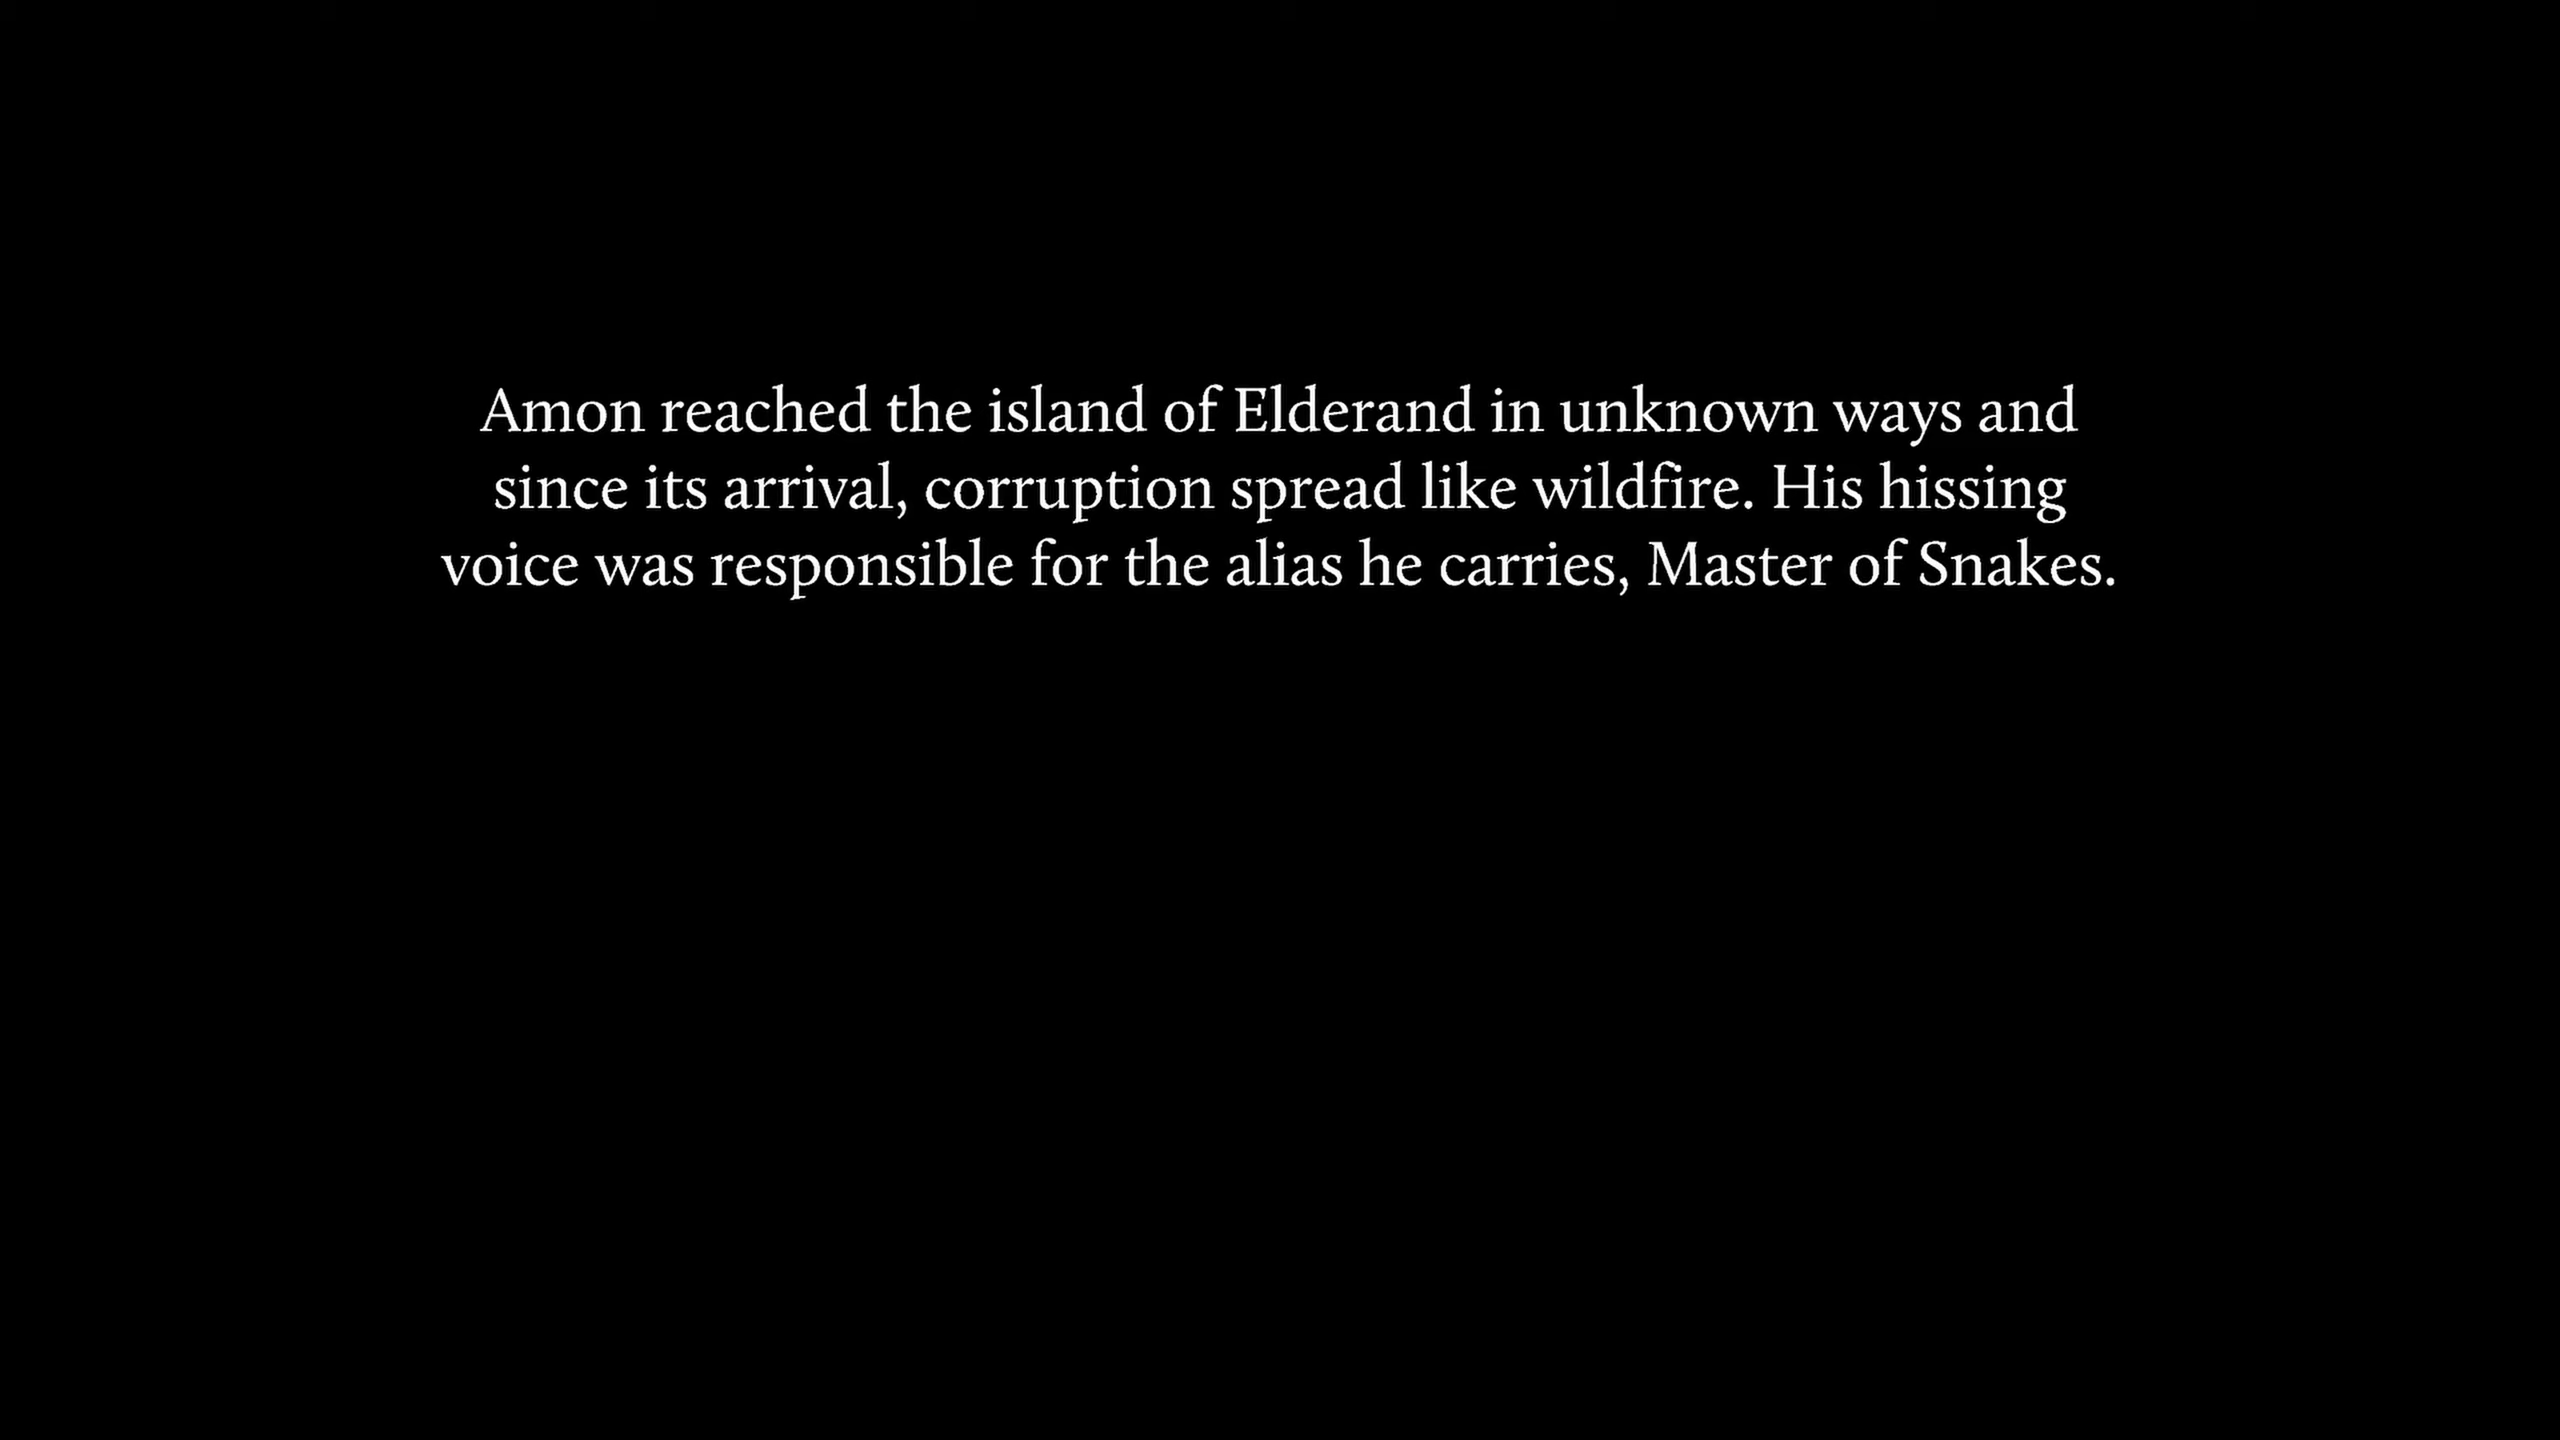 Amon reached the island of Elderand in unknown ways and
since its arrival, corruption spread like wildfire. His hissing
voice was responsible for the alias he carries, Master of Snakes.